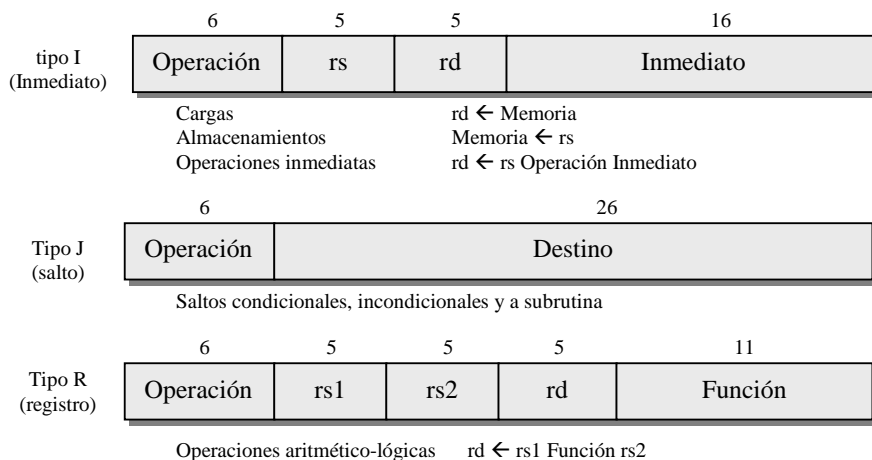 6 5 5 16
tipo I
(Inmediato)
Operación rs rd Inmediato
Cargas rd ← Memoria
Almacenamientos Memoria ← rs
Operaciones inmediatas rd ← rs Operación Inmediato
6 26
Tipo J
(salto)
Operación Destino
Saltos condicionales, incondicionales y a subrutina
6 5 5 5 11
Tipo R
(registro)
Operación rs1 rs2 rd Función
Operaciones aritmético-lógicas rd ← rs1 Función rs2